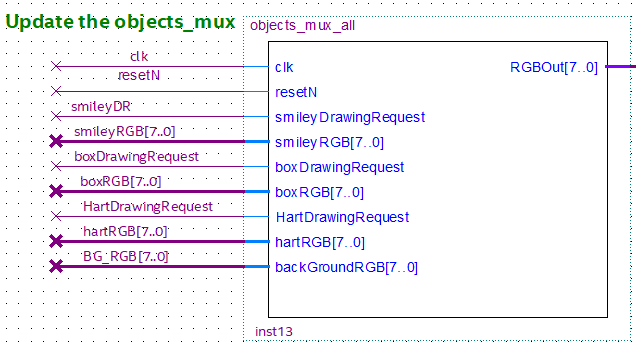 Update the objects_mux
objects_mux_all
clk
clk
RGBOut[7..0]
resetN
resetN
smileyDR
smileyDrawingRequest
smileyRGB[7..0]
smileyRGB[7..0]
boxDrawingRequest
boxDrawingRequest
boxRGB[7..0]
boxRGB[7..0]
HartDrawingRequest
HartDrawingRequest
hartRGB[7..0]
hartRGB[7..0]
BG_RGB[7..0]
backGroundRGB[7..0]
inst13